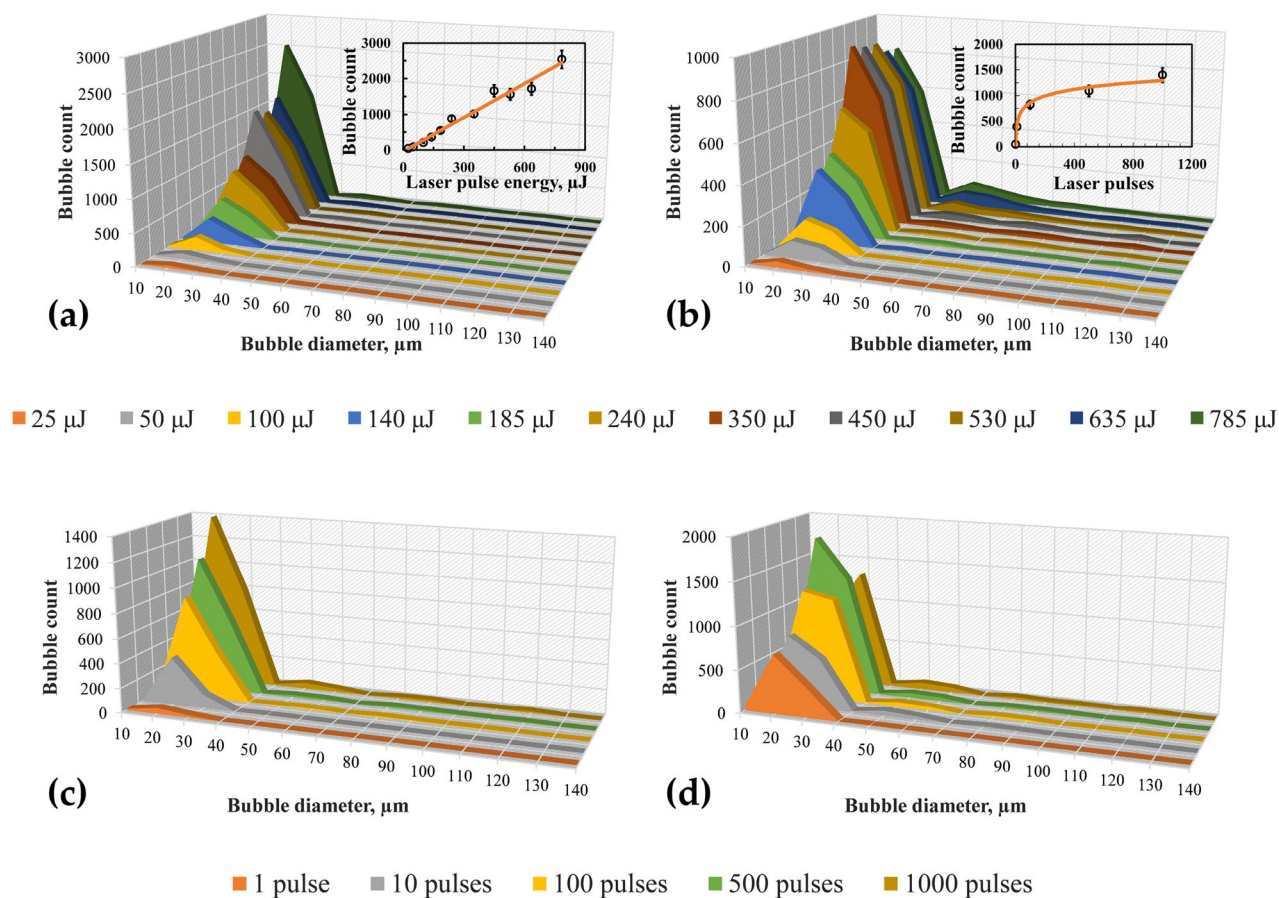 (a)
Bubble count
3000
2500
2000
1500
1000
500
0
10 20 30 40 50 60 70 80 90 100 110 120 130 140
Bubble diameter, µm
Bubble count
3000
2000
1000
0
0 240 600 900
Laser pulse energy, µJ
(b)
Bubble count
1000
800
600
400
200
0
10 20 30 40 50 60 70 80 90 100 110 120 130 140
Bubble diameter, µm
Bubble count
2000
1500
1000
500
0
0 400 800 1200
Laser pulses
25 µJ 50 µJ 100 µJ 140 µJ 185 µJ 240 µJ 350 µJ 450 µJ 530 µJ 635 µJ 785 µJ
(c)
Bubble count
1400
1200
1000
800
600
400
200
0
10 20 30 40 50 60 70 80 90 100 110 120 130 140
Bubble diameter, µm
(d)
Bubble count
2000
1500
1000
500
0
10 20 30 40 50 60 70 80 90 100 110 120 130 140
Bubble diameter, µm
1 pulse 10 pulses 100 pulses 500 pulses 1000 pulses